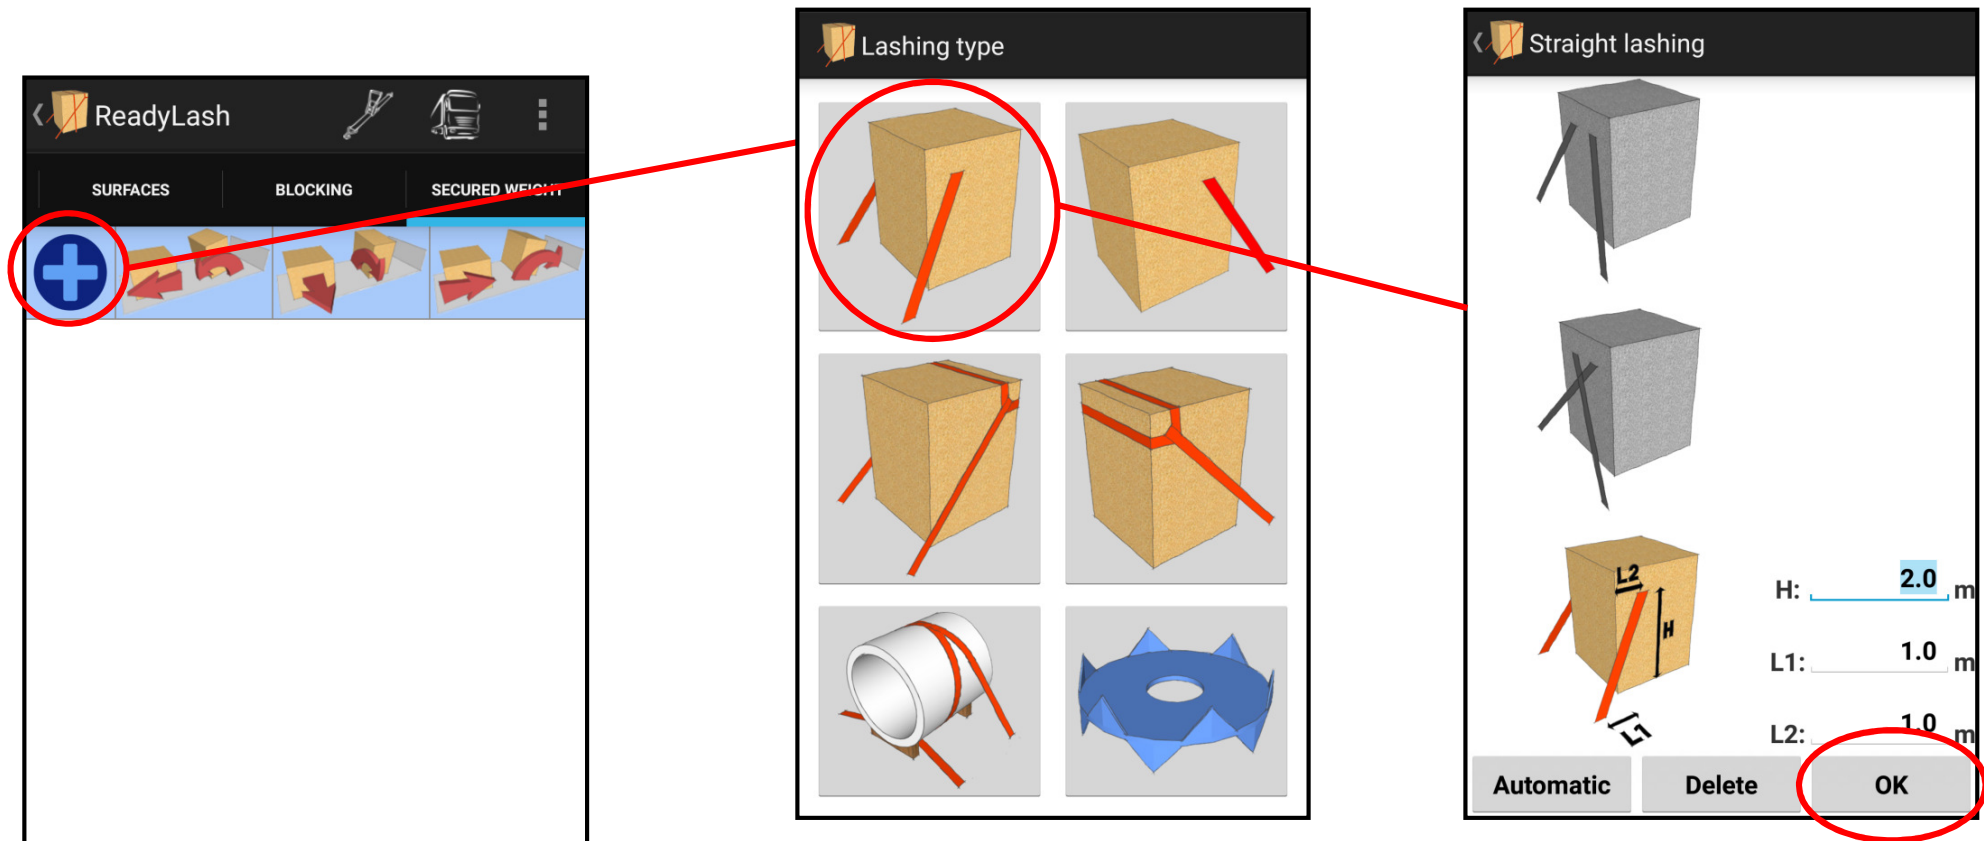 ReadyLash
SURFACES
BLOCKING
SECURED WEIGHT
Lashing type
Straight lashing
L2
H
L1
H: 2.0 m
L1: 1.0 m
L2: 1.0 m
Automatic
Delete
OK